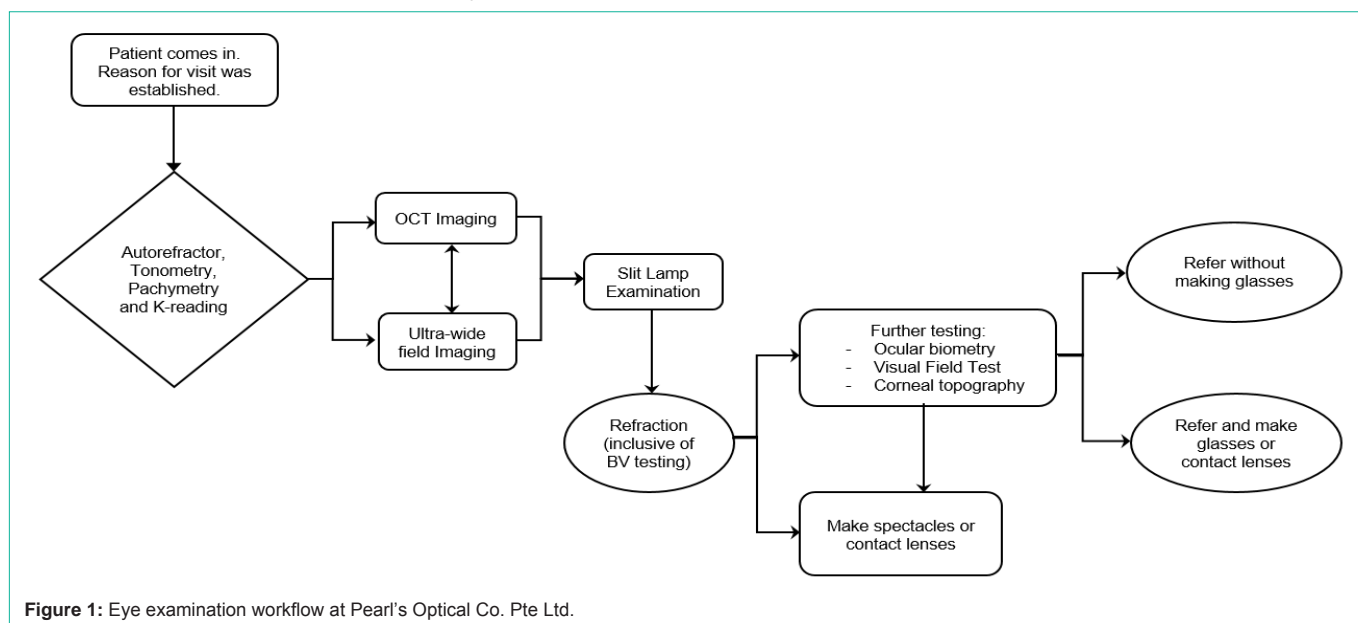 Patient comes in.
Reason for visit was
established.
Autorefractor,
Tonometry,
Pachymetry
and K-reading
OCT Imaging
Ultra-wide
field Imaging
Slit Lamp
Examination
Refraction
(inclusive of
BV testing)
Further testing:
- Ocular biometry
- Visual Field Test
- Corneal topography
Make spectacles or
contact lenses
Refer without
making glasses
Refer and make
glasses or
contact lenses
Figure 1: Eye examination workflow at Pearl's Optical Co. Pte Ltd.